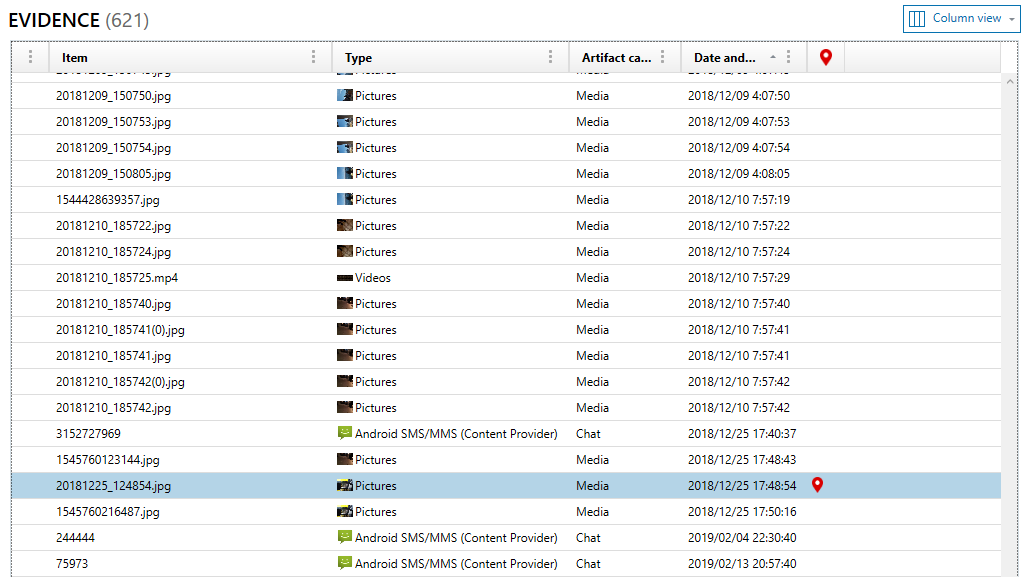 EVIDENCE (621)
Column view
Item Type Artifact ca... Date and...
20181209_150750.jpg Pictures Media 2018/12/09 4:07:50
20181209_150753.jpg Pictures Media 2018/12/09 4:07:53
20181209_150754.jpg Pictures Media 2018/12/09 4:07:54
20181209_150805.jpg Pictures Media 2018/12/09 4:08:05
1544428639357.jpg Pictures Media 2018/12/10 7:57:19
20181210_185722.jpg Pictures Media 2018/12/10 7:57:22
20181210_185724.jpg Pictures Media 2018/12/10 7:57:24
20181210_185725.mp4 Videos Media 2018/12/10 7:57:29
20181210_185740.jpg Pictures Media 2018/12/10 7:57:40
20181210_185741(0).jpg Pictures Media 2018/12/10 7:57:41
20181210_185741.jpg Pictures Media 2018/12/10 7:57:41
20181210_185742(0).jpg Pictures Media 2018/12/10 7:57:42
20181210_185742.jpg Pictures Media 2018/12/10 7:57:42
3152727969 Android SMS/MMS (Content Provider) Chat 2018/12/25 17:40:37
1545760123144.jpg Pictures Media 2018/12/25 17:48:43
20181225_124854.jpg Pictures Media 2018/12/25 17:48:54
1545760216487.jpg Pictures Media 2018/12/25 17:50:16
244444 Android SMS/MMS (Content Provider) Chat 2019/02/04 22:30:40
75973 Android SMS/MMS (Content Provider) Chat 2019/02/13 20:57:40